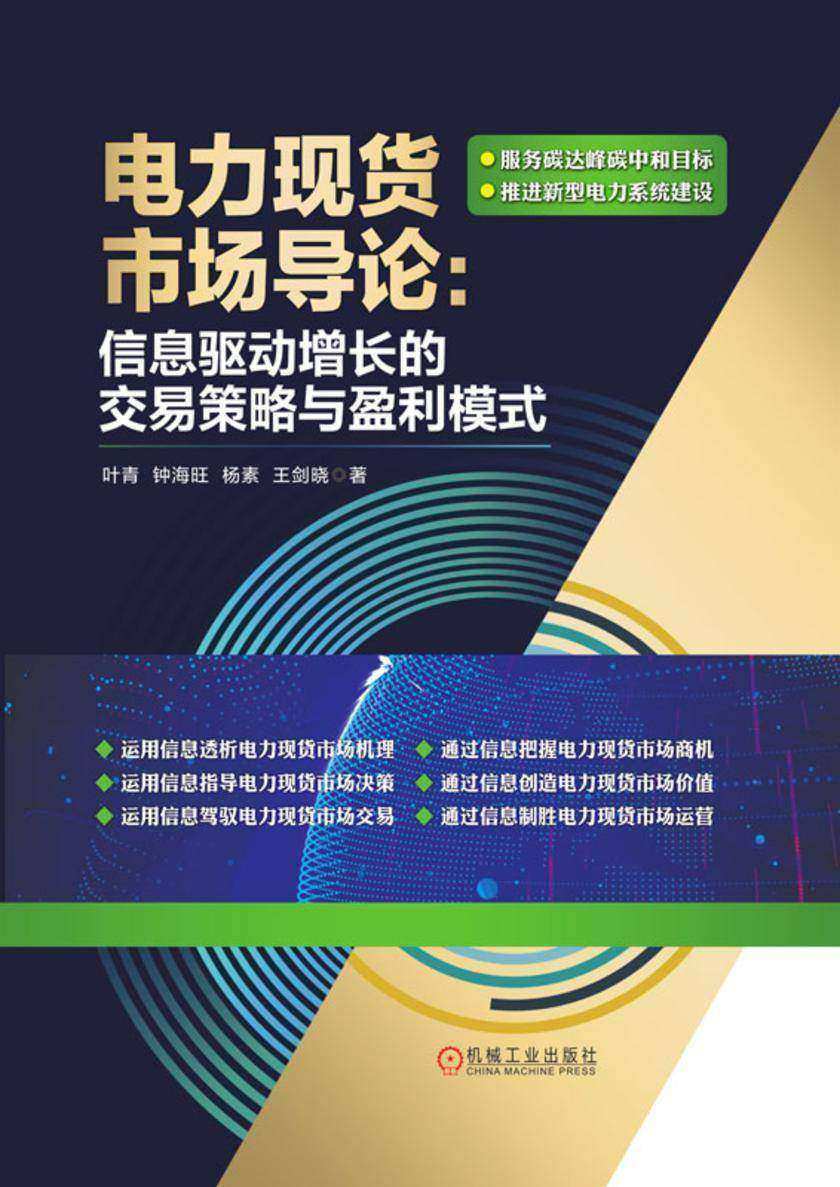 电力现货
市场导论：
信息驱动增长的
交易策略与盈利模式
服务碳达峰碳中和目标
推进新型电力系统建设
叶青 钟海旺 杨素 王剑晓 著
运用信息透析电力现货市场机理
运用信息指导电力现货市场决策
运用信息驾驭电力现货市场交易
通过信息把握电力现货市场商机
通过信息创造电力现货市场价值
通过信息制胜电力现货市场运营
机械工业出版社
CHINA MACHINE PRESS